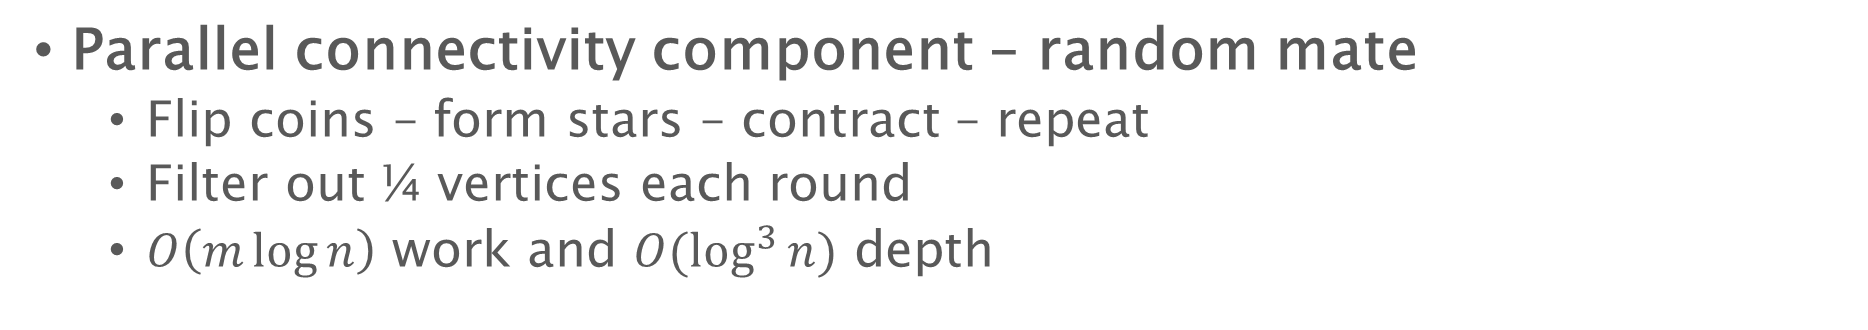 • Parallel connectivity component – random mate
• Flip coins – form stars – contract – repeat
• Filter out ¼ vertices each round
• O(m log n) work and O(log³ n) depth